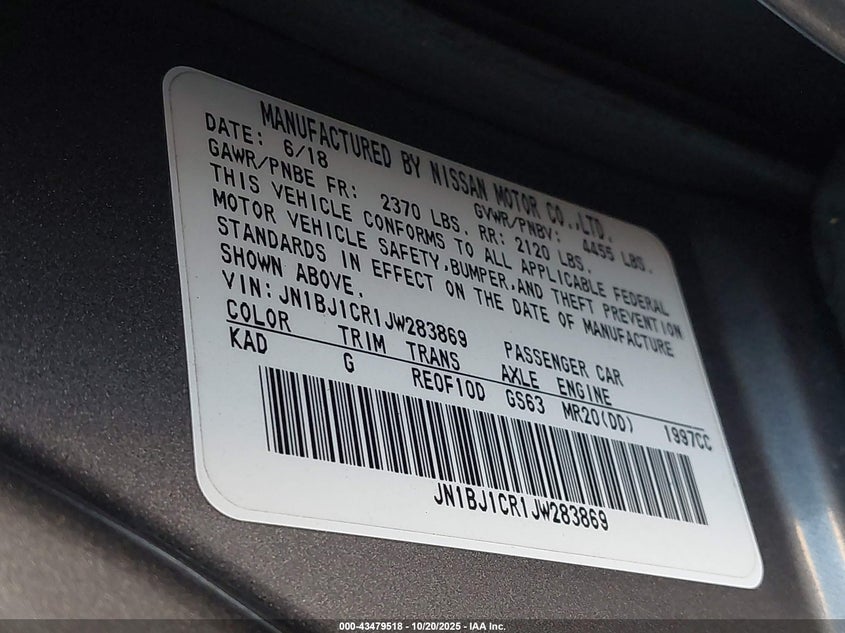 MANUFACTURED BY NISSAN MOTOR CO.,LTD.
DATE: 6/18 GVWR/PNBV: 4455 LBS.
GAWR/PNBE FR: 2370 LBS. RR: 2120 LBS.
THIS VEHICLE CONFORMS TO ALL APPLICABLE FEDERAL
MOTOR VEHICLE SAFETY,BUMPER,AND THEFT PREVENTION
STANDARDS IN EFFECT ON THE DATE OF MANUFACTURE
SHOWN ABOVE.
VIN: JN1BJ1CR1JW283869 PASSENGER CAR
COLOR TRIM TRANS AXLE ENGINE
KAD G RE0F10D GS63 MR20(DD) 1997CC
JN1BJ1CR1JW283869
000-43479518 - 10/20/2025 - IAA Inc.